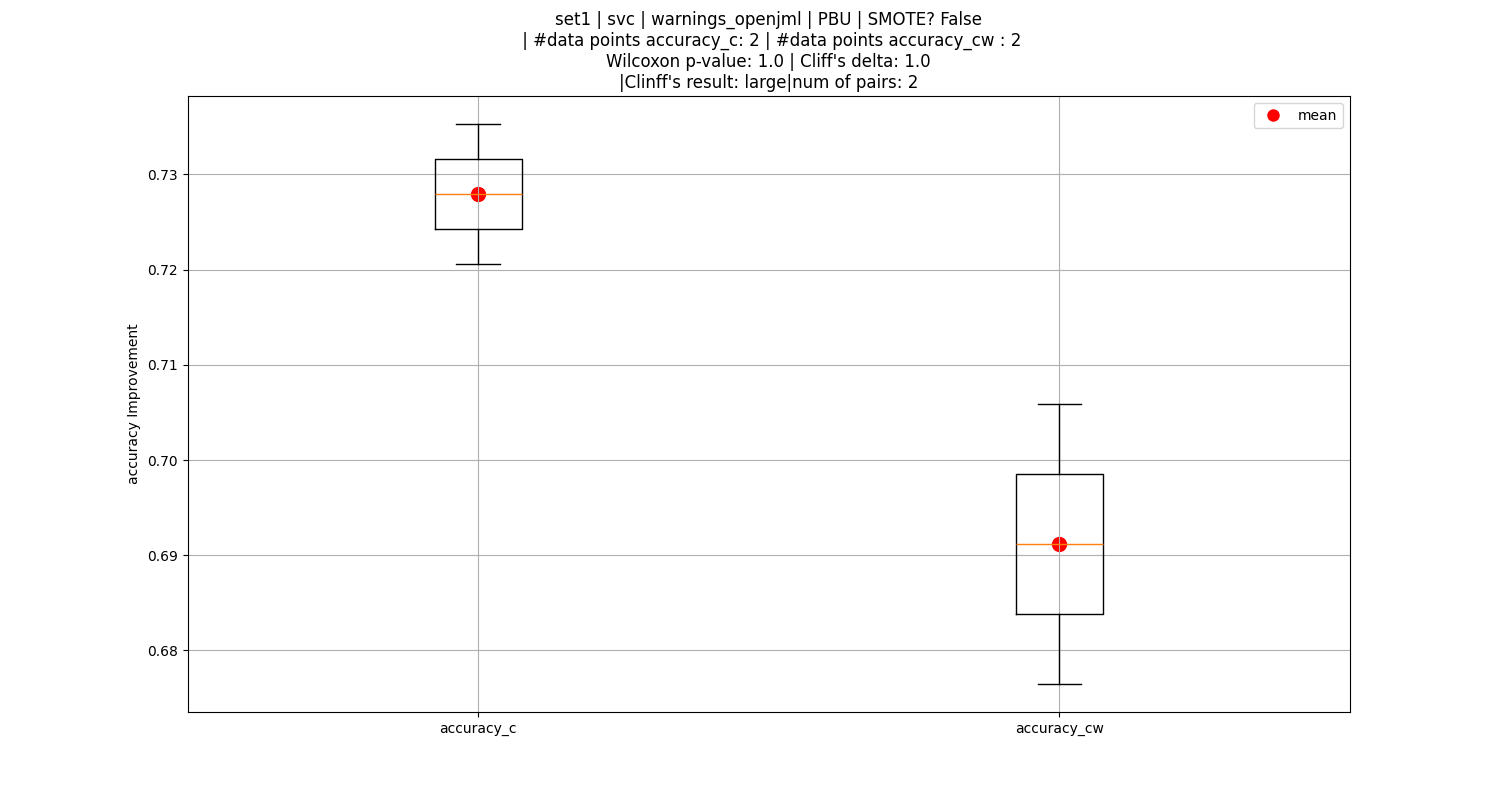 set1 | svc | warnings_openjml | PBU | SMOTE? False
| #data points accuracy_c: 2 | #data points accuracy_cw : 2
Wilcoxon p-value: 1.0 | Cliff's delta: 1.0
|Clinff's result: large|num of pairs: 2
mean
0.73
0.72
0.71
0.70
0.69
0.68
accuracy Improvement
accuracy_c
accuracy_cw